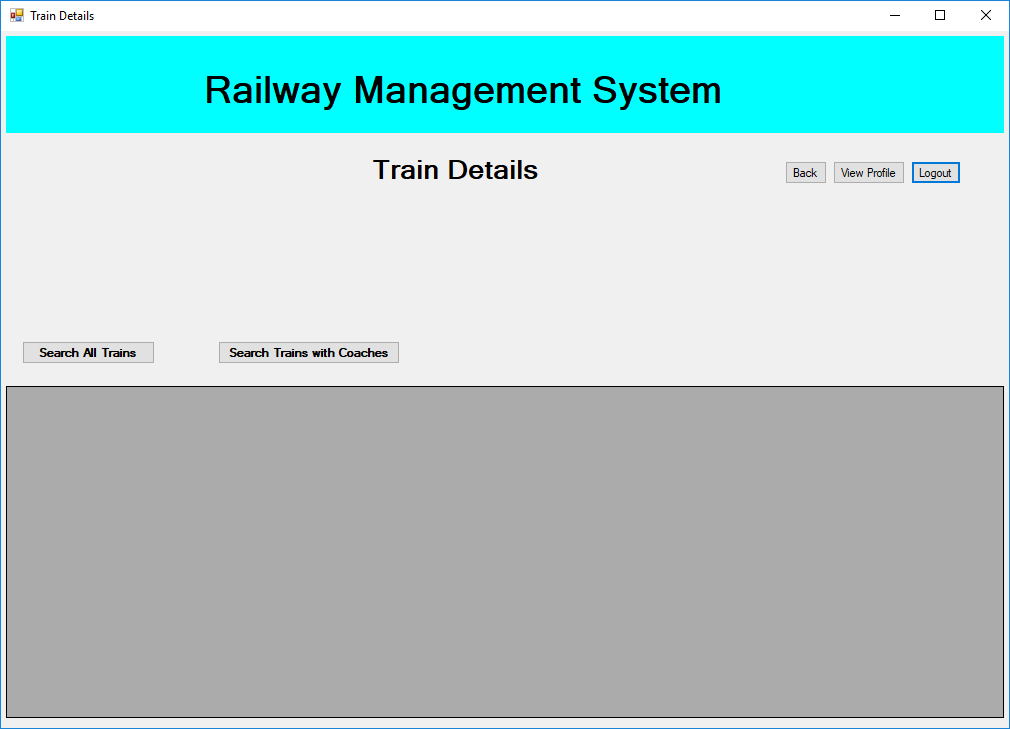 Train Details
Railway Management System
Train Details
Back
View Profile
Logout
Search All Trains
Search Trains with Coaches